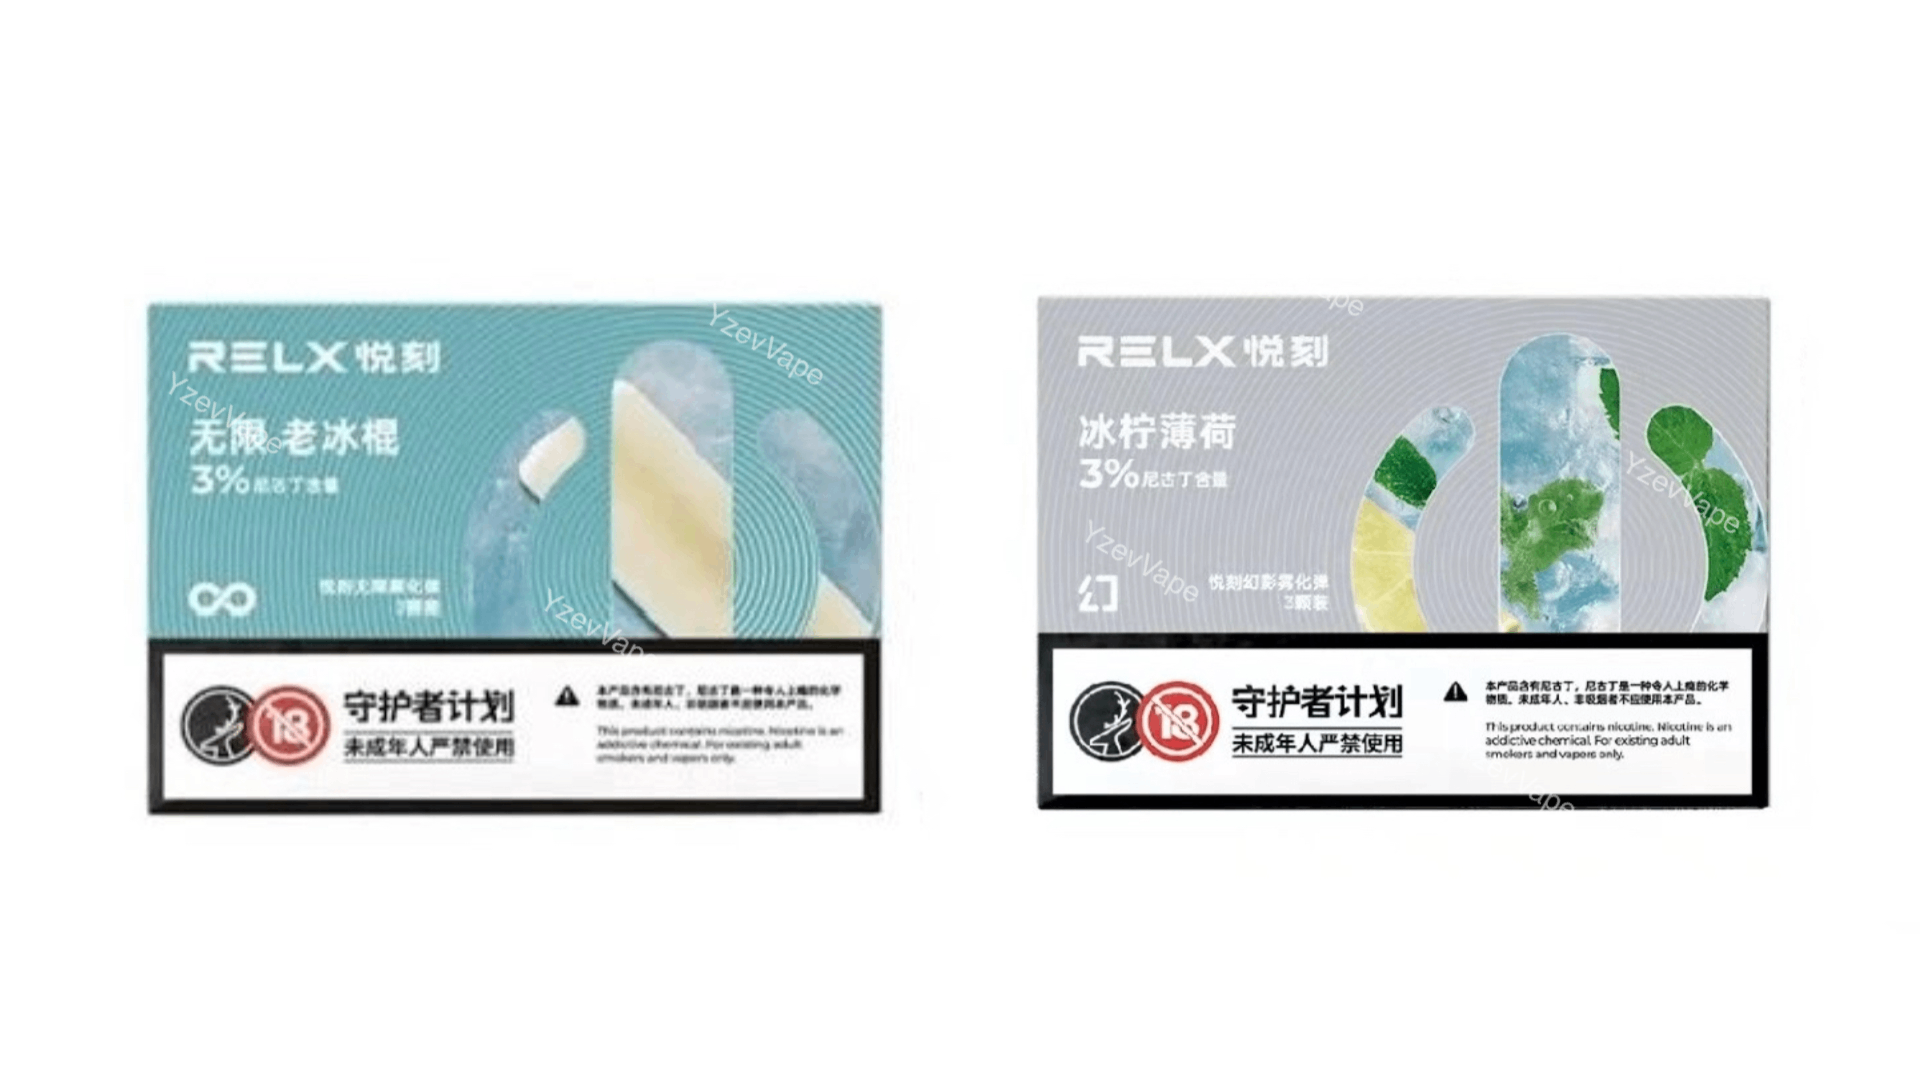 RELX 悦刻
无限·老冰棍
3% 尼古丁含量
悦刻无限雾化弹
守护者计划
未成年人严禁使用
18
本产品含有尼古丁，尼古丁是一种令人上瘾的化学
物质。未成年人、非吸烟者不应使用本产品。
This product contains nicotine. Nicotine is an
addictive chemical. For existing adult
smokers and vapers only.
YzevVape
YzevVape
YzevVape
RELX 悦刻
冰柠薄荷
3% 尼古丁含量
幻
悦刻幻影雾化弹
2颗装
守护者计划
未成年人严禁使用
18
本产品含有尼古丁，尼古丁是一种令人上瘾的化学
物质。未成年人、非吸烟者不应使用本产品。
This product contains nicotine. Nicotine is an
addictive chemical. For existing adult
smokers and vapers only.
YzevVape
YzevVape